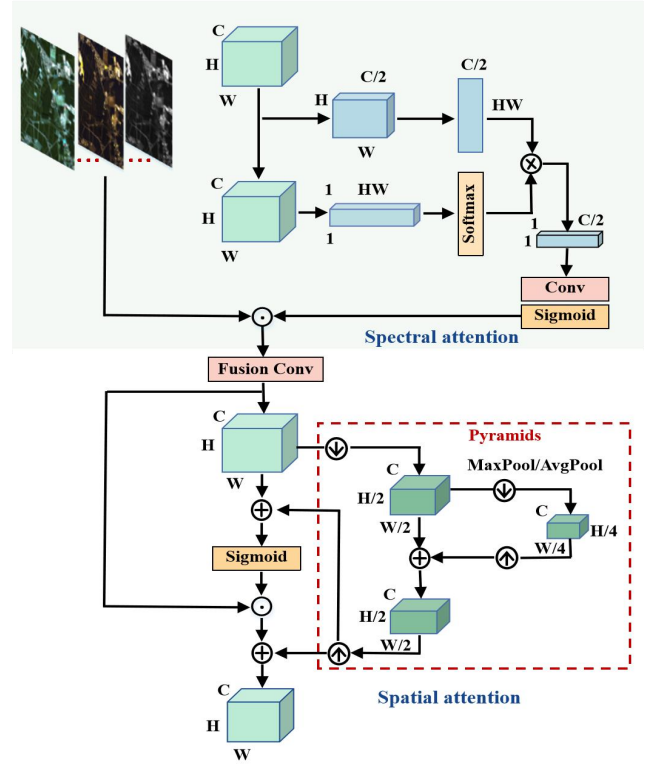 C
H
W
H
C/2
W
C/2
HW
C
H
W
1
HW
1
Softmax
1
1
C/2
Conv
Sigmoid
Spectral attention
Fusion Conv
C
H
W
Pyramids
MaxPool/AvgPool
C
H/2
W/2
C
H/4
W/4
Sigmoid
C
H/2
W/2
Spatial attention
C
H
W